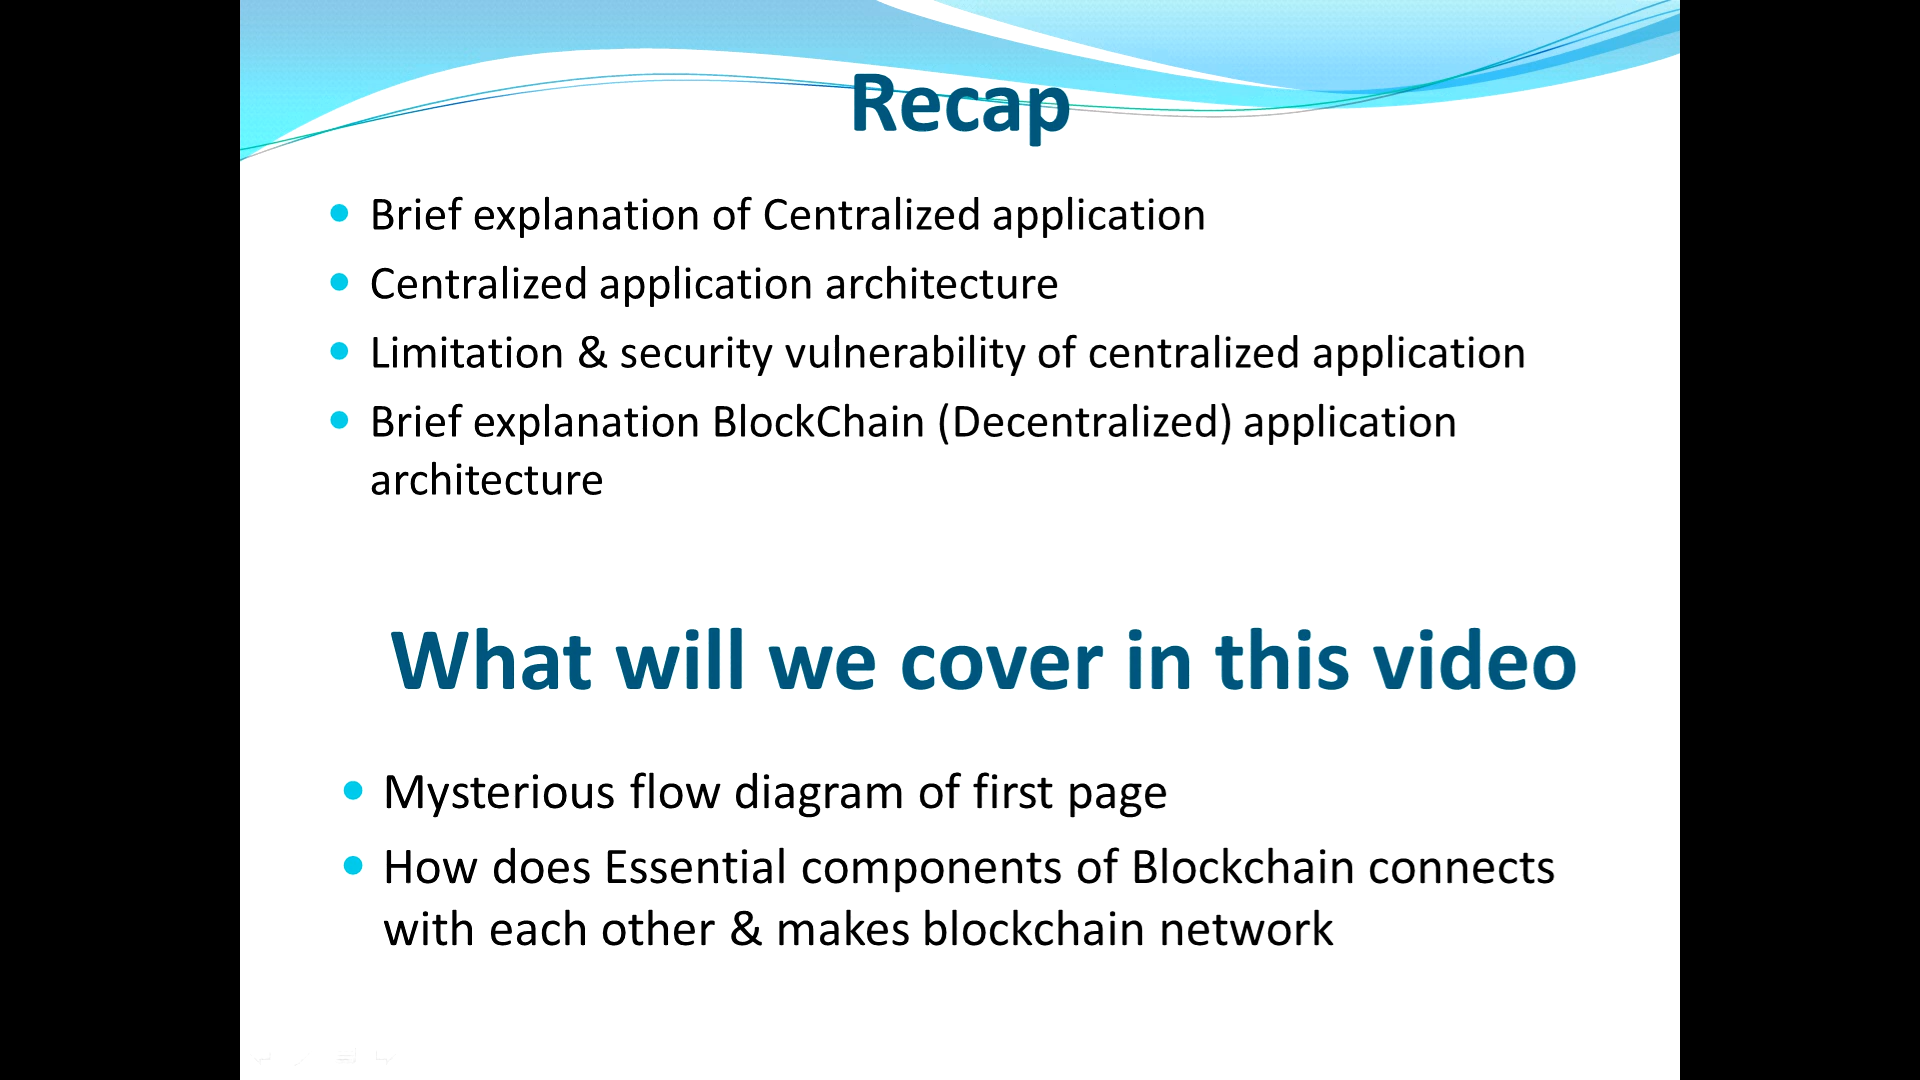 Recap
Brief explanation of Centralized application
Centralized application architecture
Limitation & security vulnerability of centralized application
Brief explanation BlockChain (Decentralized) application
architecture
What will we cover in this video
Mysterious flow diagram of first page
How does Essential components of Blockchain connects
with each other & makes blockchain network